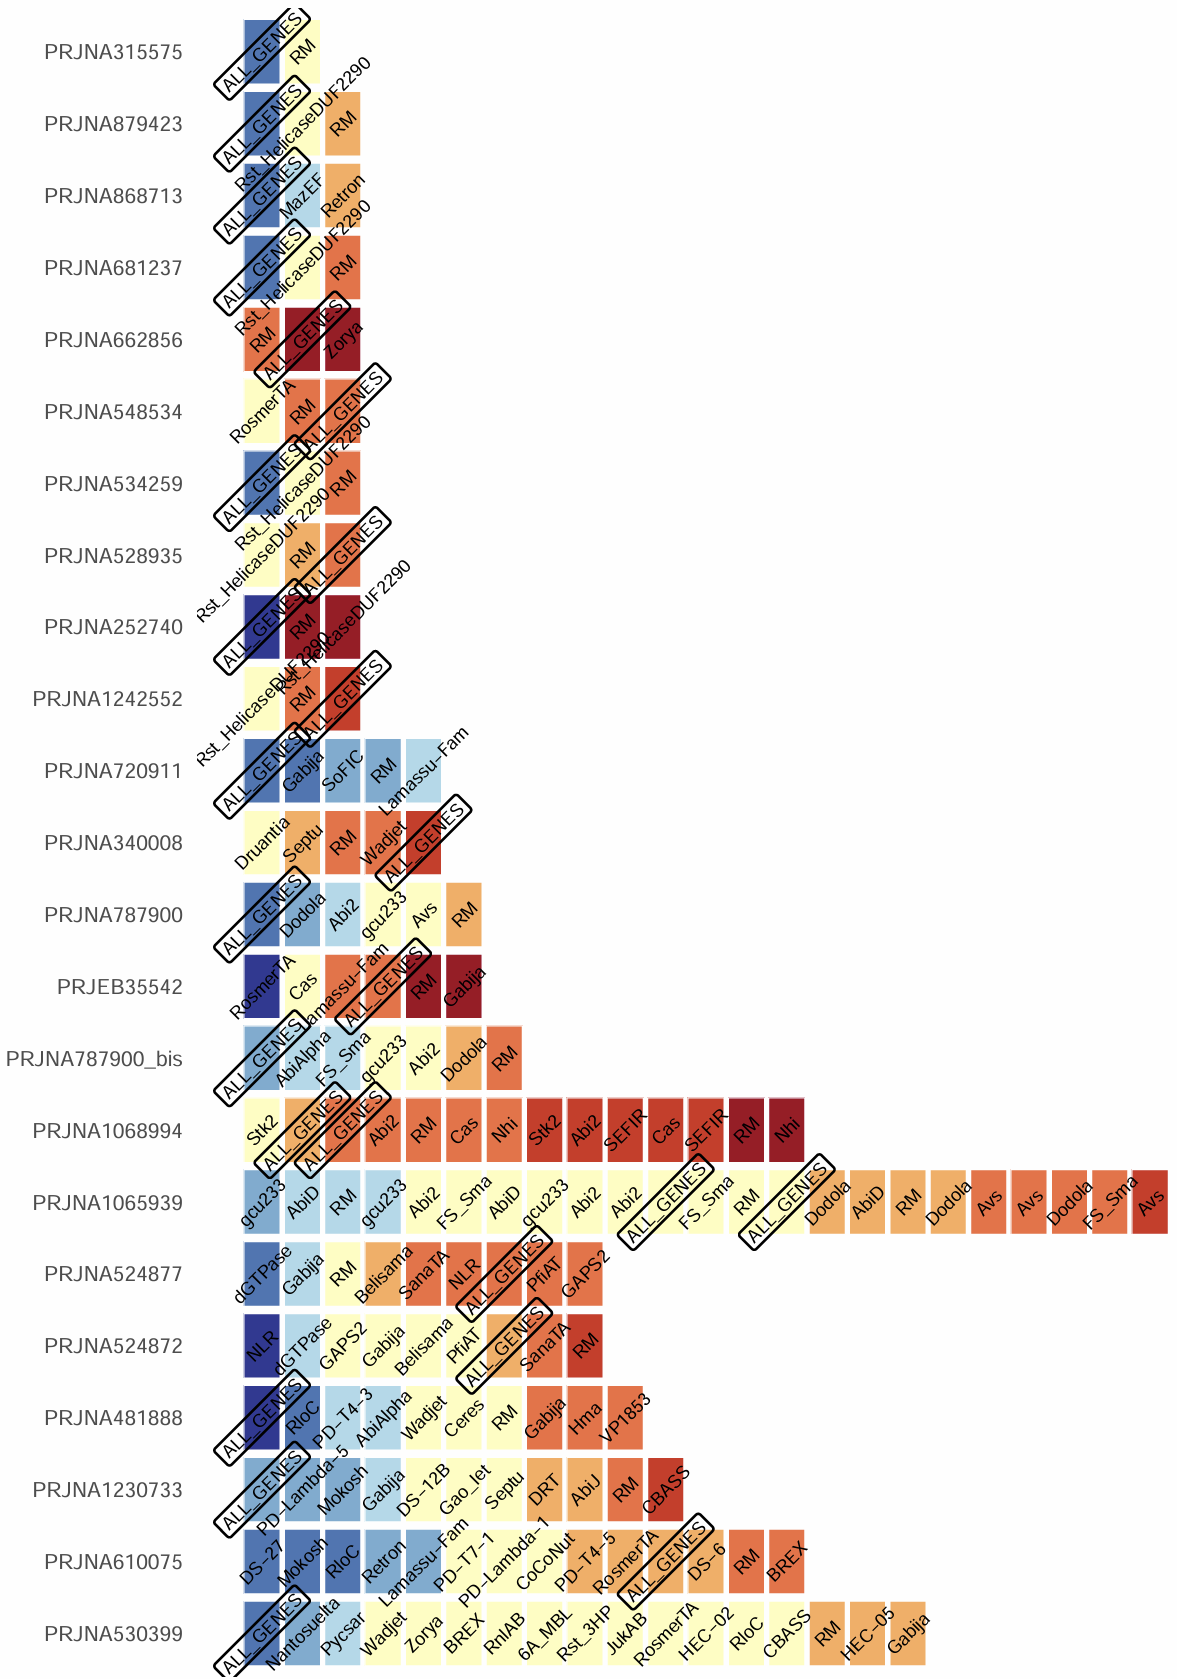 PRJNA315575 ALL_GENES RM
PRJNA879423 ALL_GENES Rst_HelicaseDUF2290 RM
PRJNA868713 ALL_GENES MazEF Retron
PRJNA681237 ALL_GENES Rst_HelicaseDUF2290 RM
PRJNA662856 RM ALL_GENES Zorya
PRJNA548534 RosmerTA RM ALL_GENES
PRJNA534259 ALL_GENES Rst_HelicaseDUF2290 RM
PRJNA528935 Rst_HelicaseDUF2290 RM ALL_GENES
PRJNA252740 ALL_GENES RM Rst_HelicaseDUF2290
PRJNA1242552 Rst_HelicaseDUF2290 RM ALL_GENES
PRJNA720911 ALL_GENES Gabija SoFIC RM Lamassu-Fam
PRJNA340008 Druantia Septu RM Wadjet ALL_GENES
PRJNA787900 ALL_GENES Dodola Abi2 gcu233 Avs RM
PRJEB35542 RosmerTA Cas Lamassu-Fam ALL_GENES RM Gabija
PRJNA787900_bis ALL_GENES AbiAlpha FS_Sma gcu233 Abi2 Dodola RM
PRJNA1068994 Stk2 ALL_GENES ALL_GENES Abi2 RM Cas Nhi Stk2 Abi2 SEFIR Cas SEFIR RM Nhi
PRJNA1065939 gcu233 AbiD RM gcu233 Abi2 FS_Sma AbiD gcu233 Abi2 Abi2 ALL_GENES FS_Sma RM ALL_GENES Dodola AbiD RM Dodola Avs Avs Dodola FS_Sma Avs
PRJNA524877 dGTPase Gabija RM Belisama SanaTA NLR ALL_GENES PfiAT GAPS2
PRJNA524872 NLR dGTPase GAPS2 Gabija Belisama PfiAT ALL_GENES SanaTA RM
PRJNA481888 ALL_GENES RloC PD-T4-3 AbiAlpha Wadjet Ceres RM Gabija Hma VP1853
PRJNA1230733 ALL_GENES PD-Lambda-5 Mokosh Gabija DS-12B Gao_let Septu DRT AbiJ RM CBASS
PRJNA610075 DS-27 Mokosh RloC Retron Lamassu-Fam PD-T7-1 PD-Lambda-1 CoCoNut PD-T4-5 RosmerTA ALL_GENES DS-6 RM BREX
PRJNA530399 ALL_GENES Nantosuelta Pycsar Wadjet Zorya BREX RnlAB 6A_MBL Rst_3HP JukAB RosmerTA HEC-02 RloC CBASS RM HEC-05 Gabija